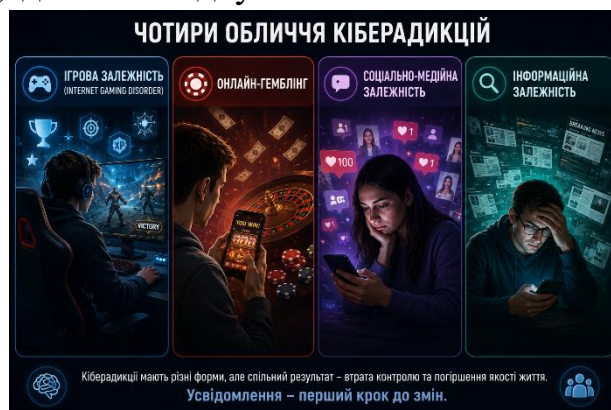 ЧОТИРИ ОБЛИЧЧЯ КІБЕРАДИКЦІЙ
ІГРОВА ЗАЛЕЖНІСТЬ
(INTERNET GAMING DISORDER)
ОНЛАЙН-ГЕМБЛІНГ
СОЦІАЛЬНО-МЕДІЙНА
ЗАЛЕЖНІСТЬ
ІНФОРМАЦІЙНА
ЗАЛЕЖНІСТЬ
XP
VICTORY
YOU WIN!
100
1
1
BREAKING NEWS
Кіберадикції мають різні форми, але спільний результат – втрата контролю та погіршення якості життя.
Усвідомлення – перший крок до змін.